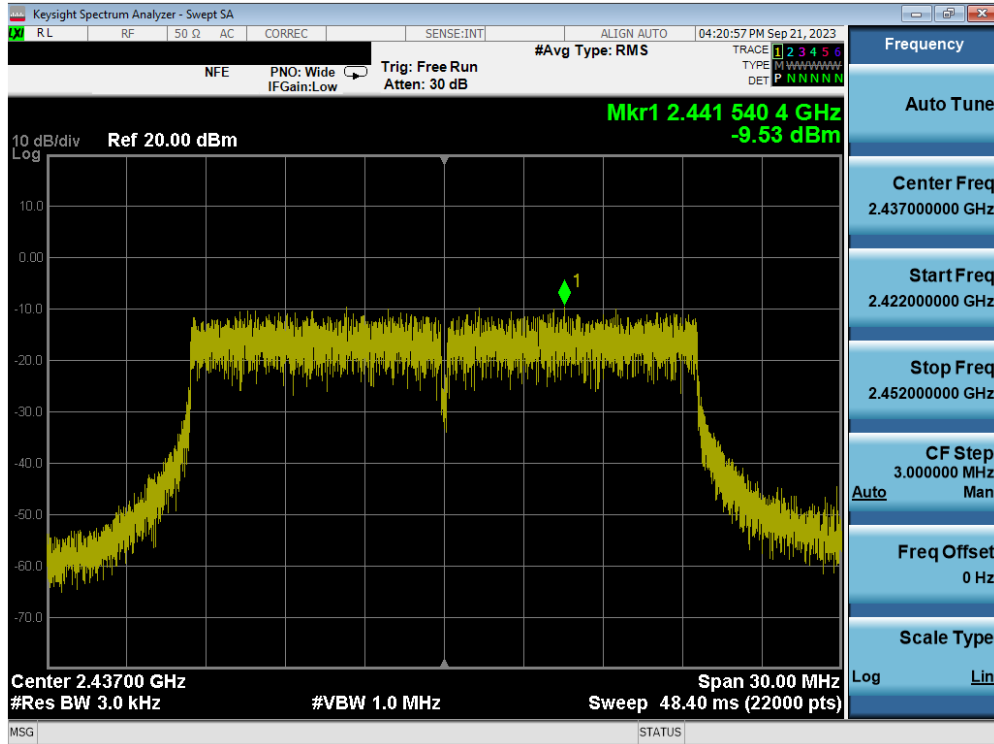 Keysight Spectrum Analyzer - Swept SA
LXI RL RF 50 Ω AC CORREC SENSE:INT ALIGN AUTO 04:20:57 PM Sep 21, 2023
#Avg Type: RMS TRACE 1 2 3 4 5 6
NFE PNO: Wide Trig: Free Run TYPE M WWWWW
IFGain:Low Atten: 30 dB DET P N N N N N
Mkr1 2.441 540 4 GHz
-9.53 dBm
10 dB/div Ref 20.00 dBm
Log
10.0
0.00
-10.0
-20.0
-30.0
-40.0
-50.0
-60.0
-70.0
1
Center 2.43700 GHz Span 30.00 MHz
#Res BW 3.0 kHz #VBW 1.0 MHz Sweep 48.40 ms (22000 pts)
MSG STATUS
Frequency
Auto Tune
Center Freq
2.437000000 GHz
Start Freq
2.422000000 GHz
Stop Freq
2.452000000 GHz
CF Step
3.000000 MHz
Auto Man
Freq Offset
0 Hz
Scale Type
Log Lin